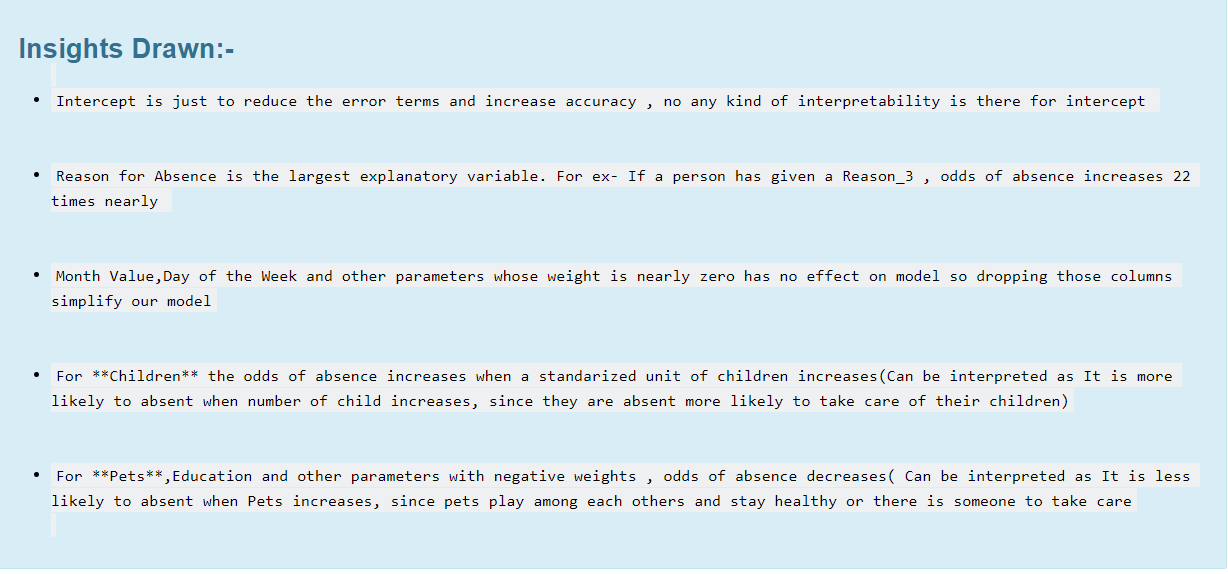 Insights Drawn:-
Intercept is just to reduce the error terms and increase accuracy , no any kind of interpretability is there for intercept
Reason for Absence is the largest explanatory variable. For ex- If a person has given a Reason_3 , odds of absence increases 22
times nearly
Month Value,Day of the Week and other parameters whose weight is nearly zero has no effect on model so dropping those columns
simplify our model
For **Children** the odds of absence increases when a standarized unit of children increases(Can be interpreted as It is more
likely to absent when number of child increases, since they are absent more likely to take care of their children)
For **Pets**,Education and other parameters with negative weights , odds of absence decreases( Can be interpreted as It is less
likely to absent when Pets increases, since pets play among each others and stay healthy or there is someone to take care